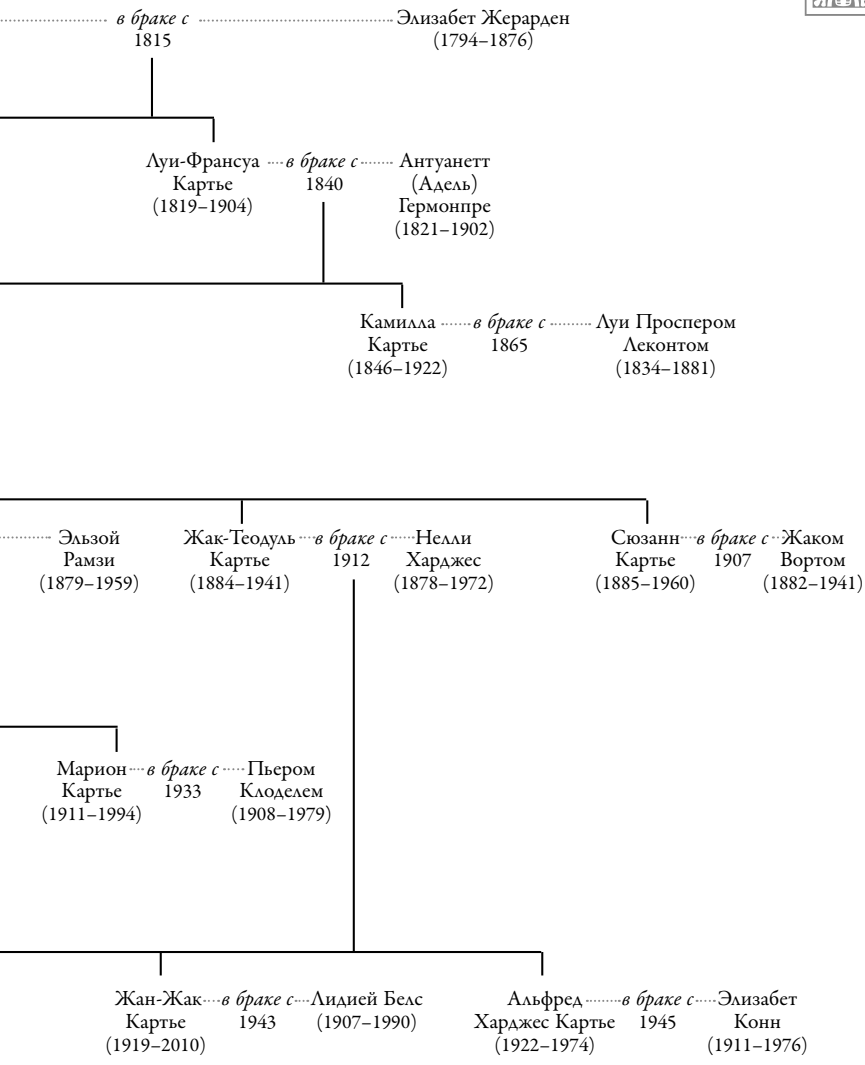 в браке с Элизабет Жерарден
1815 (1794–1876)
Луи-Франсуа в браке с Антуанетт
Картье 1840 (Адель)
(1819–1904) Гермонпре
(1821–1902)
Камилла в браке с Луи Проспером
Картье 1865 Леконтом
(1846–1922) (1834–1881)
Эльзой Жак-Теодуль в браке с Нелли Сюзанн в браке с Жаком
Рамзи Картье 1912 Харджес Картье 1907 Вортом
(1879–1959) (1884–1941) (1878–1972) (1885–1960) (1882–1941)
Марион в браке с Пьером
Картье 1933 Клоделем
(1911–1994) (1908–1979)
Жан-Жак в браке с Лидией Белс Альфред в браке с Элизабет
Картье 1943 (1907–1990) Харджес Картье 1945 Конн
(1919–2010) (1922–1974) (1911–1976)